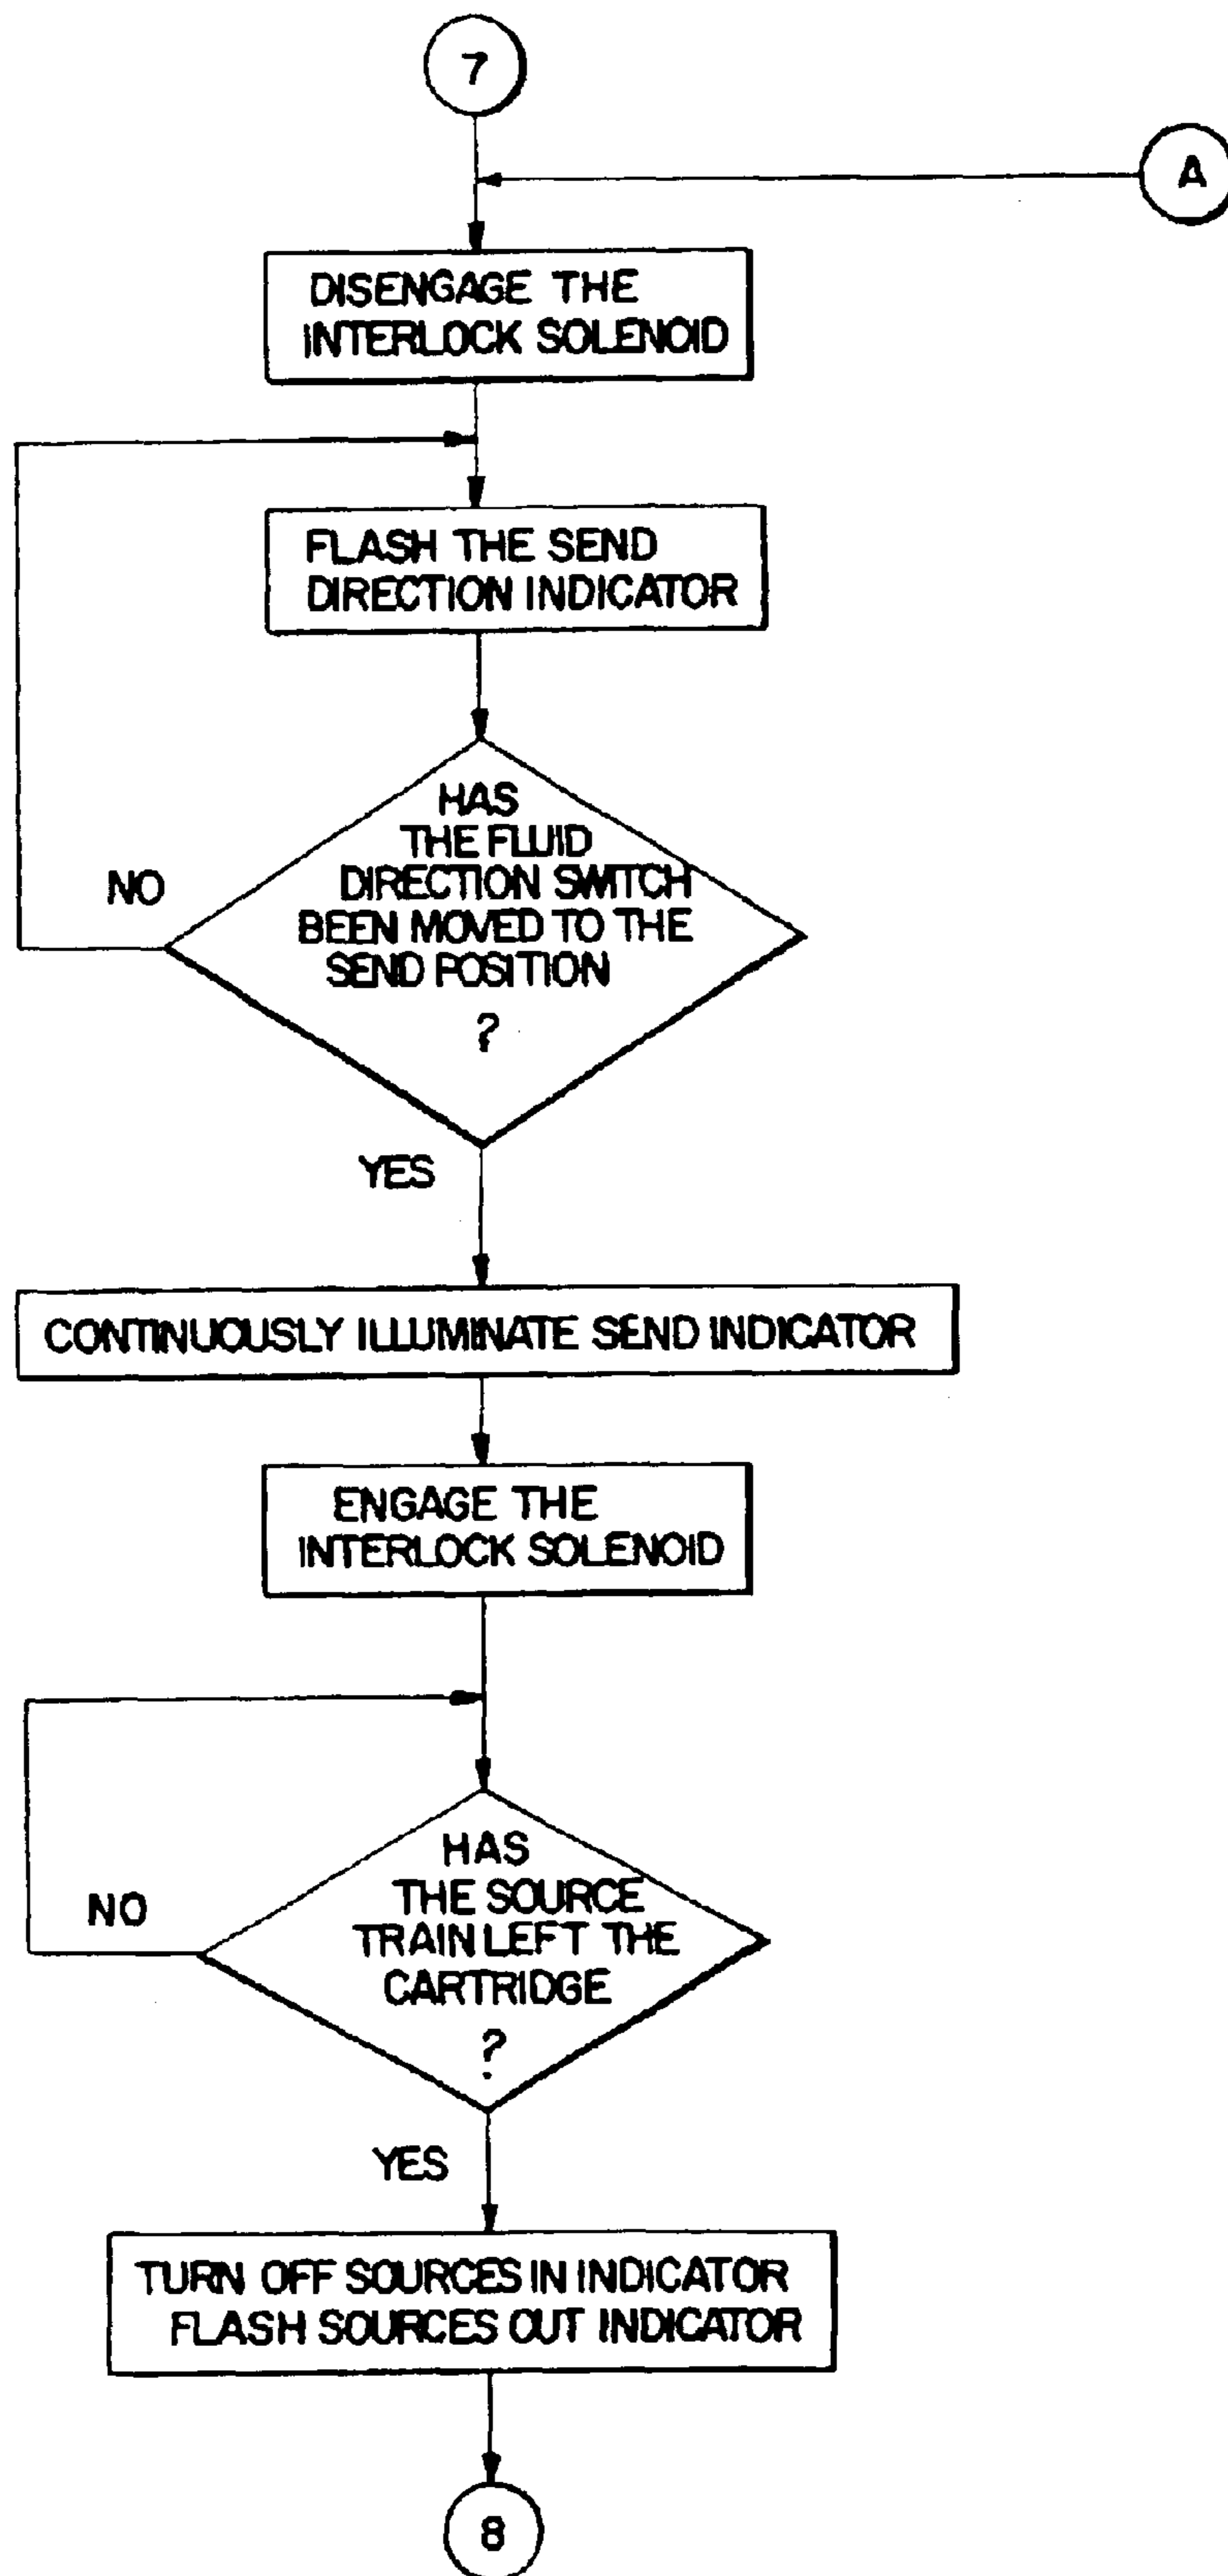 7
A
DISENGAGE THE
INTERLOCK SOLENOID
FLASH THE SEND
DIRECTION INDICATOR
HAS
THE FLUID
DIRECTION SWITCH
BEEN MOVED TO THE
SEND POSITION
?
NO
YES
CONTINUOUSLY ILLUMINATE SEND INDICATOR
ENGAGE THE
INTERLOCK SOLENOID
HAS
THE SOURCE
TRAIN LEFT THE
CARTRIDGE
?
NO
YES
TURN OFF SOURCES IN INDICATOR
FLASH SOURCES OUT INDICATOR
8